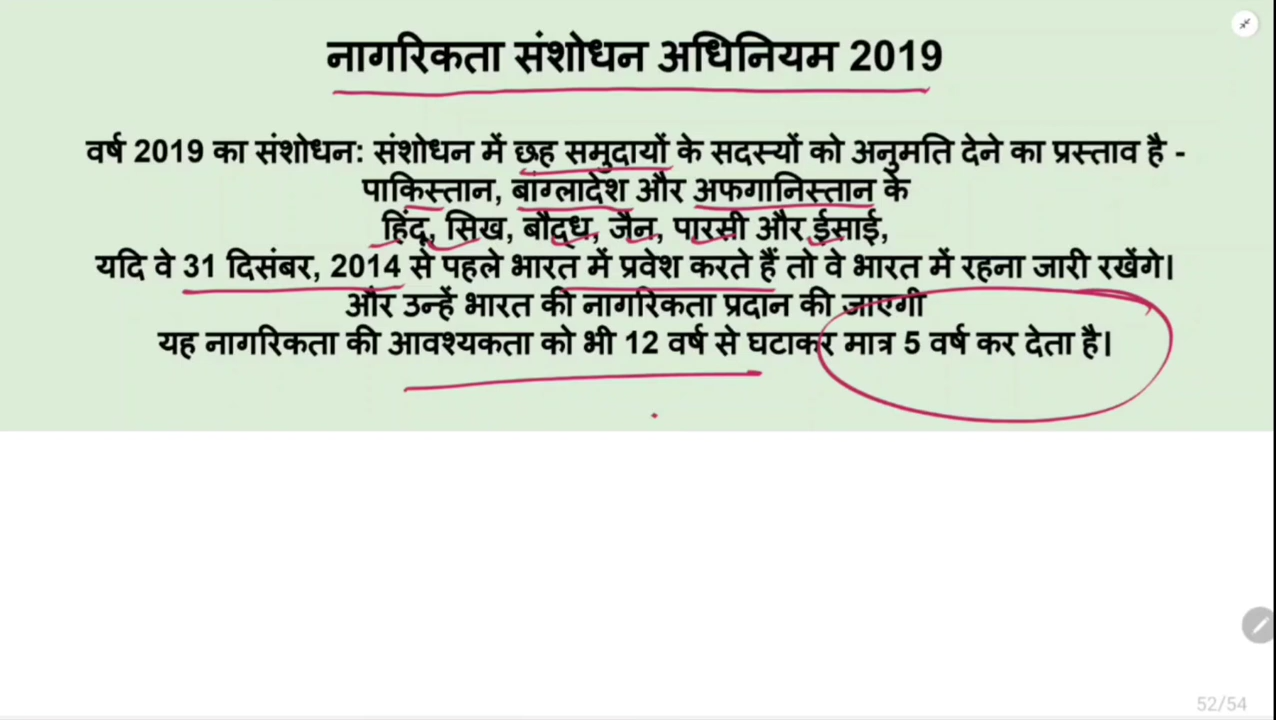 नागरिकता संशोधन अधिनियम 2019
वर्ष 2019 का संशोधन: संशोधन में छह समुदायों के सदस्यों को अनुमति देने का प्रस्ताव है -
पाकिस्तान, बांग्लादेश और अफगानिस्तान के
हिंदू, सिख, बौद्ध, जैन, पारसी और ईसाई,
यदि वे 31 दिसंबर, 2014 से पहले भारत में प्रवेश करते हैं तो वे भारत में रहना जारी रखेंगे।
और उन्हें भारत की नागरिकता प्रदान की जाएगी
यह नागरिकता की आवश्यकता को भी 12 वर्ष से घटाकर मात्र 5 वर्ष कर देता है।
52/54